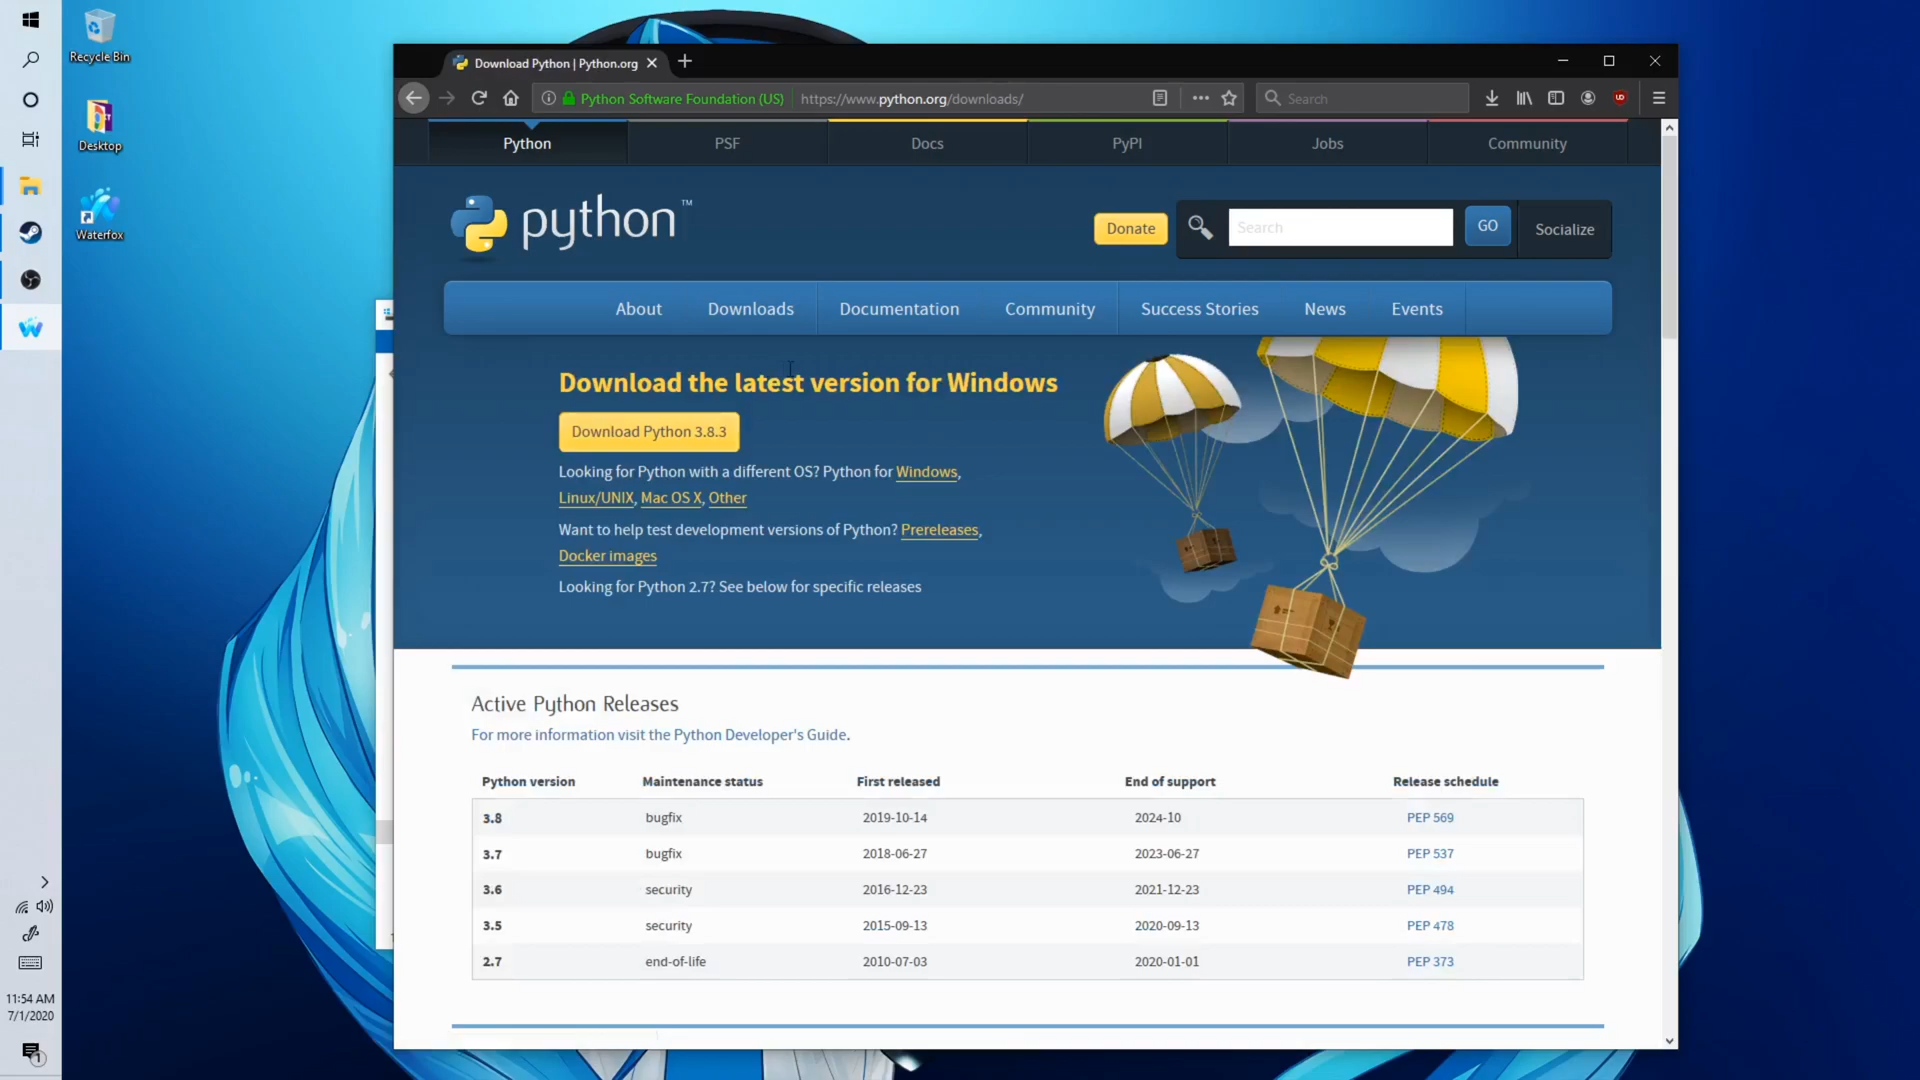 Recycle Bin
Desktop
Waterfox
11:54 AM
7/1/2020
1
Download Python | Python.org
Python Software Foundation (US)
https://www.python.org/downloads/
Search
Python
PSF
Docs
PyPI
Jobs
Community
python™
Donate
Search
GO
Socialize
About
Downloads
Documentation
Community
Success Stories
News
Events
Download the latest version for Windows
Download Python 3.8.3
Looking for Python with a different OS? Python for Windows,
Linux/UNIX, Mac OS X, Other
Want to help test development versions of Python? Prereleases,
Docker images
Looking for Python 2.7? See below for specific releases
Active Python Releases
For more information visit the Python Developer's Guide.
Python version Maintenance status First released End of support Release schedule
3.8 bugfix 2019-10-14 2024-10 PEP 569
3.7 bugfix 2018-06-27 2023-06-27 PEP 537
3.6 security 2016-12-23 2021-12-23 PEP 494
3.5 security 2015-09-13 2020-09-13 PEP 478
2.7 end-of-life 2010-07-03 2020-01-01 PEP 373